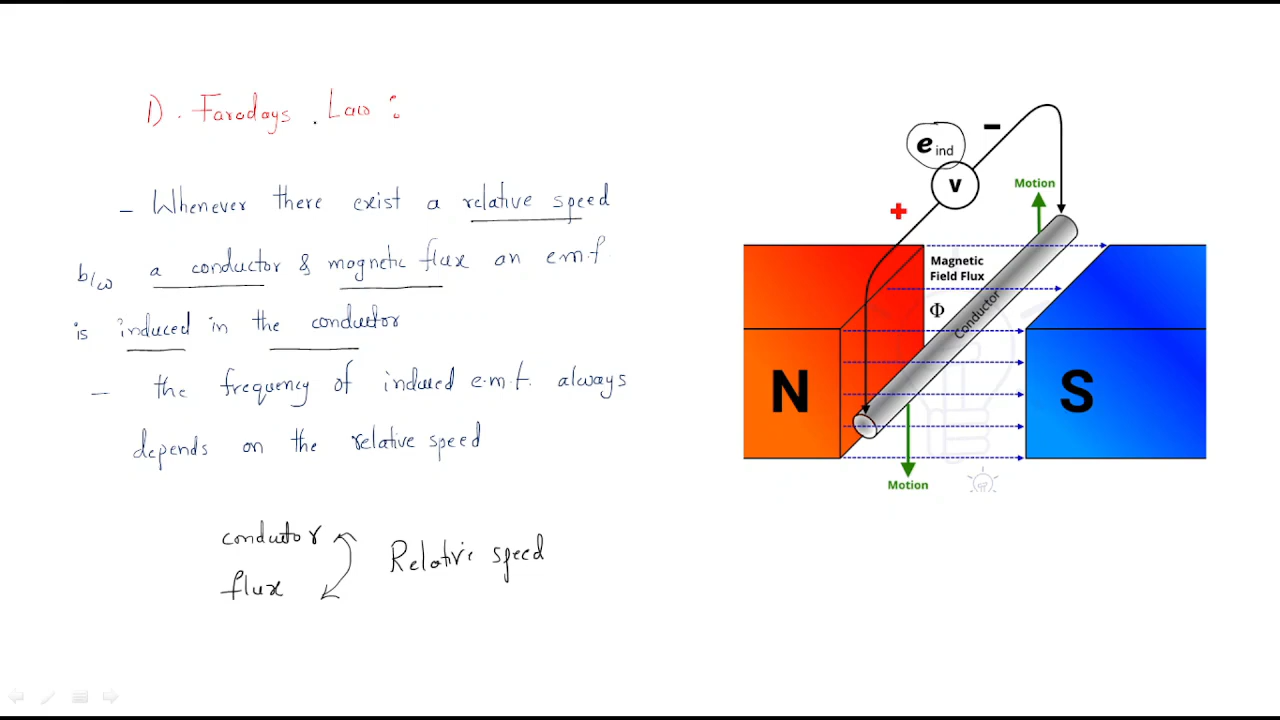 1) . Faradays . Law :
- Whenever there exist a relative speed
b/w a conductor & magnetic flux an e.m.f.
is induced in the conductor
- the frequency of induced e.m.f. always
depends on the relative speed
conductor
flux
Relative speed
e ind
-
V
+
Motion
Magnetic
Field Flux
Φ
Conductor
N
S
Motion